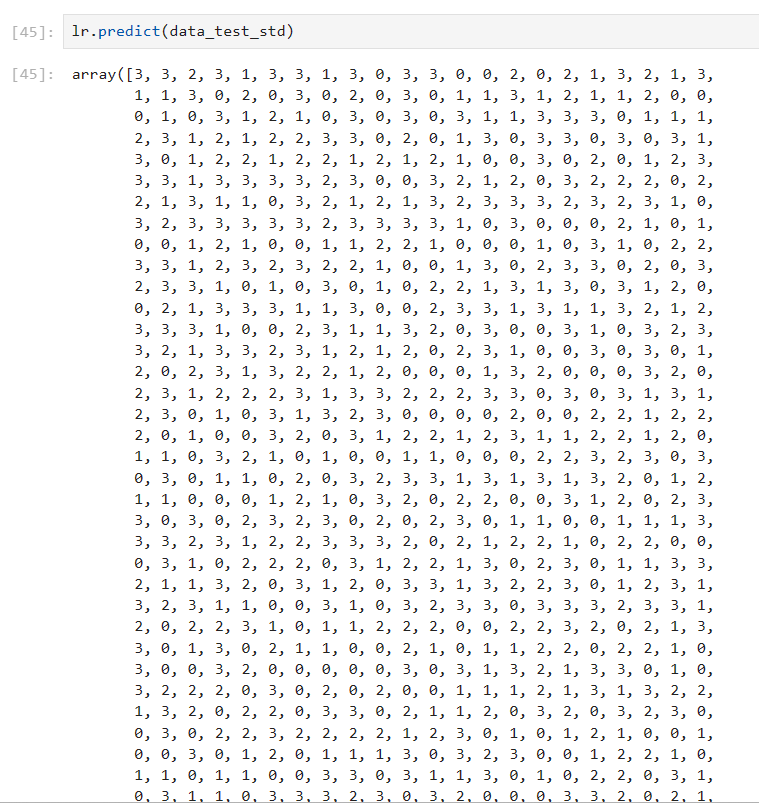 [45]: lr.predict(data_test_std)
[45]: array([3, 3, 2, 3, 1, 3, 3, 1, 3, 0, 3, 3, 0, 0, 2, 0, 2, 1, 3, 2, 1, 3,
1, 1, 3, 0, 2, 0, 3, 0, 2, 0, 3, 0, 1, 1, 3, 1, 2, 1, 1, 2, 0, 0,
0, 1, 0, 3, 1, 2, 1, 0, 3, 0, 3, 0, 3, 1, 1, 3, 3, 3, 0, 1, 1, 1,
2, 3, 1, 2, 1, 2, 2, 3, 3, 0, 2, 0, 1, 3, 0, 3, 3, 0, 3, 0, 3, 1,
3, 0, 1, 2, 2, 1, 2, 2, 1, 2, 1, 2, 1, 0, 0, 3, 0, 2, 0, 1, 2, 3,
3, 3, 1, 3, 3, 3, 3, 2, 3, 0, 0, 3, 2, 1, 2, 0, 3, 2, 2, 2, 0, 2,
2, 1, 3, 1, 1, 0, 3, 2, 1, 2, 1, 3, 2, 3, 3, 3, 2, 3, 2, 3, 1, 0,
3, 2, 3, 3, 3, 3, 3, 2, 3, 3, 3, 3, 1, 0, 3, 0, 0, 0, 2, 1, 0, 1,
0, 0, 1, 2, 1, 0, 0, 1, 1, 2, 2, 1, 0, 0, 0, 1, 0, 3, 1, 0, 2, 2,
3, 3, 1, 2, 3, 2, 3, 2, 2, 1, 0, 0, 1, 3, 0, 2, 3, 3, 0, 2, 0, 3,
2, 3, 3, 1, 0, 1, 0, 3, 0, 1, 0, 2, 2, 1, 3, 1, 3, 0, 3, 1, 2, 0,
0, 2, 1, 3, 3, 3, 1, 1, 3, 0, 0, 2, 3, 3, 1, 3, 1, 1, 3, 2, 1, 2,
3, 3, 3, 1, 0, 0, 2, 3, 1, 1, 3, 2, 0, 3, 0, 0, 3, 1, 0, 3, 2, 3,
3, 2, 1, 3, 3, 2, 3, 1, 2, 1, 2, 0, 2, 3, 1, 0, 0, 3, 0, 3, 0, 1,
2, 0, 2, 3, 1, 3, 2, 2, 1, 2, 0, 0, 0, 1, 3, 2, 0, 0, 0, 3, 2, 0,
2, 3, 1, 2, 2, 2, 3, 1, 3, 3, 2, 2, 2, 3, 3, 0, 3, 0, 3, 1, 3, 1,
2, 3, 0, 1, 0, 3, 1, 3, 2, 3, 0, 0, 0, 0, 2, 0, 0, 2, 2, 1, 2, 2,
2, 0, 1, 0, 0, 3, 2, 0, 3, 1, 2, 2, 1, 2, 3, 1, 1, 2, 2, 1, 2, 0,
1, 1, 0, 3, 2, 1, 0, 1, 0, 0, 1, 1, 0, 0, 0, 2, 2, 3, 2, 3, 0, 3,
0, 3, 0, 1, 1, 0, 2, 0, 3, 2, 3, 3, 1, 3, 1, 3, 1, 3, 2, 0, 1, 2,
1, 1, 0, 0, 0, 1, 2, 1, 0, 3, 2, 0, 2, 2, 0, 0, 3, 1, 2, 0, 2, 3,
3, 0, 3, 0, 2, 3, 2, 3, 0, 2, 0, 2, 3, 0, 1, 1, 0, 0, 1, 1, 1, 3,
3, 3, 2, 3, 1, 2, 2, 3, 3, 3, 2, 0, 2, 1, 2, 2, 1, 0, 2, 2, 0, 0,
0, 3, 1, 0, 2, 2, 2, 0, 3, 1, 2, 2, 1, 3, 0, 2, 3, 0, 1, 1, 3, 3,
2, 1, 1, 3, 2, 0, 3, 1, 2, 0, 3, 3, 1, 3, 2, 2, 3, 0, 1, 2, 3, 1,
3, 2, 3, 1, 1, 0, 0, 3, 1, 0, 3, 2, 3, 3, 0, 3, 3, 3, 2, 3, 3, 1,
2, 0, 2, 2, 3, 1, 0, 1, 1, 2, 2, 2, 0, 0, 2, 2, 3, 2, 0, 2, 1, 3,
3, 0, 1, 3, 0, 2, 1, 1, 0, 0, 2, 1, 0, 1, 1, 2, 2, 0, 2, 2, 1, 0,
3, 0, 0, 3, 2, 0, 0, 0, 0, 0, 3, 0, 3, 1, 3, 2, 1, 3, 3, 0, 1, 0,
3, 2, 2, 2, 0, 3, 0, 2, 0, 2, 0, 0, 1, 1, 1, 2, 1, 3, 1, 3, 2, 2,
1, 3, 2, 0, 2, 2, 0, 3, 3, 0, 2, 1, 1, 2, 0, 3, 2, 0, 3, 2, 3, 0,
0, 3, 0, 2, 2, 3, 2, 2, 2, 2, 1, 2, 3, 0, 1, 0, 1, 2, 1, 0, 0, 1,
0, 0, 3, 0, 1, 2, 0, 1, 1, 1, 3, 0, 3, 2, 3, 0, 0, 1, 2, 2, 1, 0,
1, 1, 0, 1, 1, 0, 0, 3, 3, 0, 3, 1, 1, 3, 0, 1, 0, 2, 2, 0, 3, 1,
0, 3, 1, 1, 0, 3, 3, 3, 2, 3, 0, 3, 2, 0, 0, 0, 3, 3, 2, 0, 2, 1,